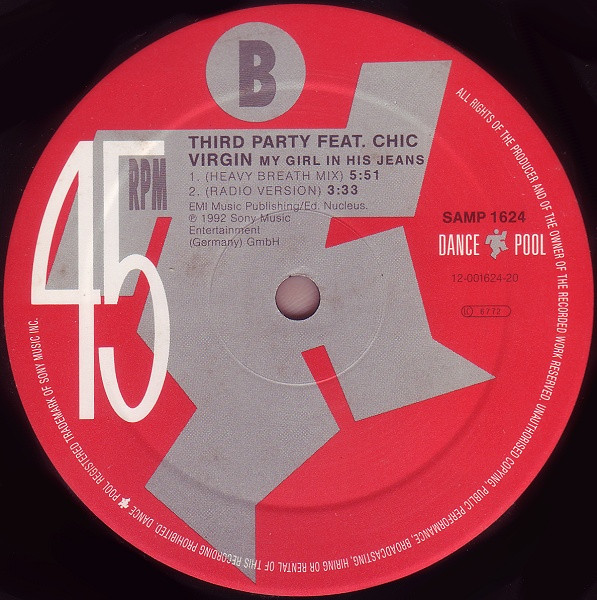 B
THIRD PARTY FEAT. CHIC
VIRGIN MY GIRL IN HIS JEANS
1. (HEAVY BREATH MIX) 5:51
2. (RADIO VERSION) 3:33
EMI Music Publishing/Ed. Nucleus.
℗ 1992 Sony Music
Entertainment
(Germany) GmbH
45
RPM
SAMP 1624
DANCE POOL
12-001624-20
LC 6772
ALL RIGHTS OF THE PRODUCER AND OF THE OWNER OF THE RECORDED WORK RESERVED. UNAUTHORISED COPYING, PUBLIC PERFORMANCE, BROADCASTING, HIRING OR RENTAL OF THIS RECORDING PROHIBITED. DANCE POOL REGISTERED TRADEMARK OF SONY MUSIC INC.